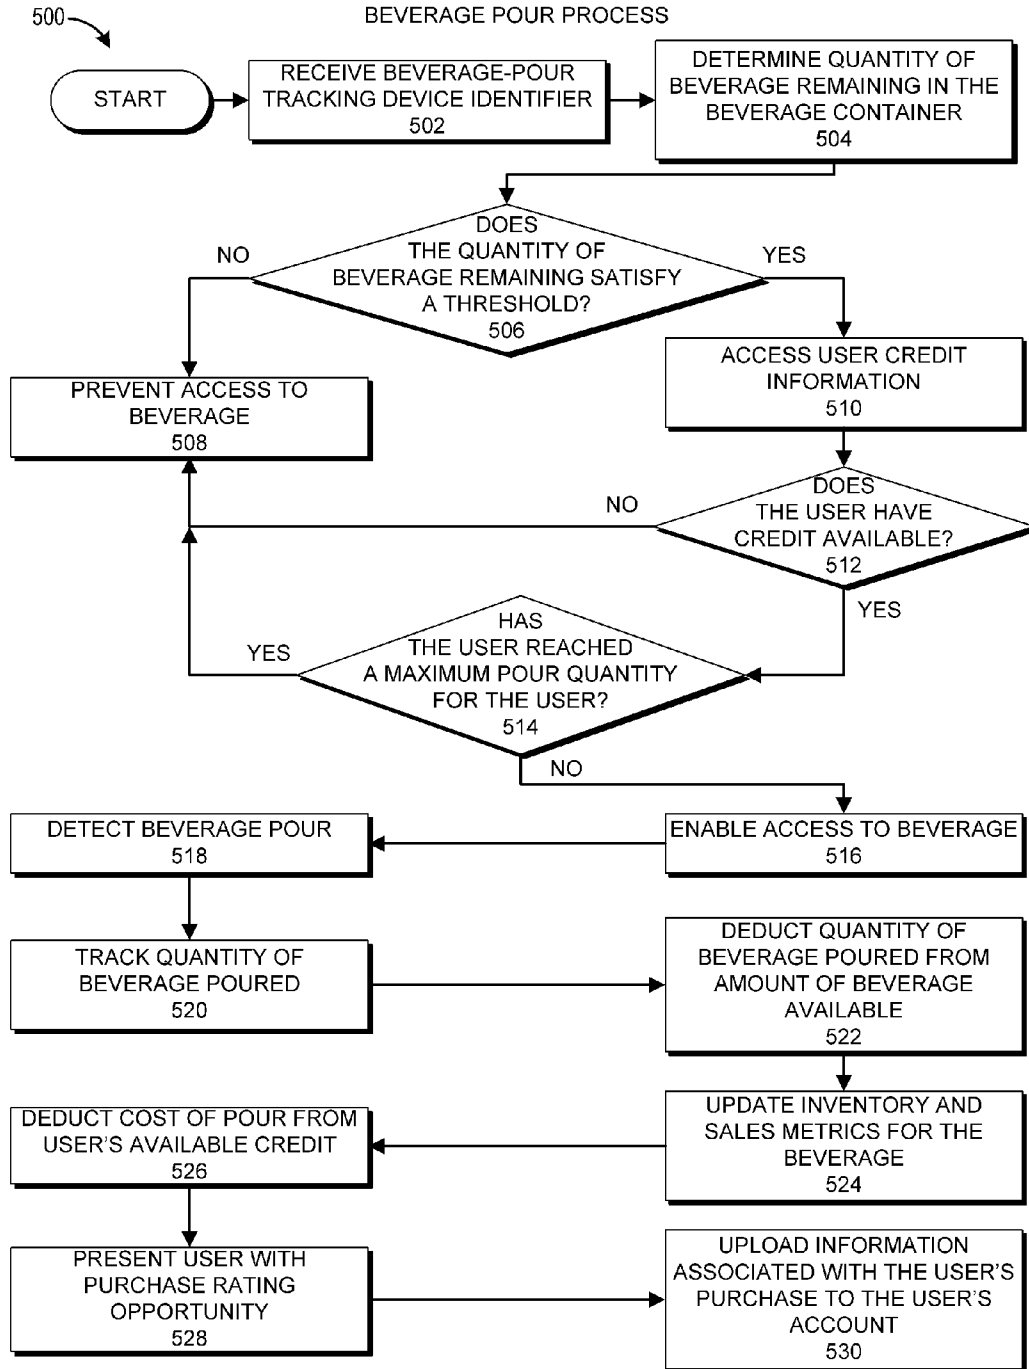 500
BEVERAGE POUR PROCESS
START
RECEIVE BEVERAGE-POUR
TRACKING DEVICE IDENTIFIER
502
DETERMINE QUANTITY OF
BEVERAGE REMAINING IN THE
BEVERAGE CONTAINER
504
DOES
THE QUANTITY OF
BEVERAGE REMAINING SATISFY
A THRESHOLD?
506
NO
YES
PREVENT ACCESS TO
BEVERAGE
508
ACCESS USER CREDIT
INFORMATION
510
DOES
THE USER HAVE
CREDIT AVAILABLE?
512
NO
YES
HAS
THE USER REACHED
A MAXIMUM POUR QUANTITY
FOR THE USER?
514
YES
NO
ENABLE ACCESS TO BEVERAGE
516
DETECT BEVERAGE POUR
518
TRACK QUANTITY OF
BEVERAGE POURED
520
DEDUCT QUANTITY OF
BEVERAGE POURED FROM
AMOUNT OF BEVERAGE
AVAILABLE
522
UPDATE INVENTORY AND
SALES METRICS FOR THE
BEVERAGE
524
DEDUCT COST OF POUR FROM
USER'S AVAILABLE CREDIT
526
PRESENT USER WITH
PURCHASE RATING
OPPORTUNITY
528
UPLOAD INFORMATION
ASSOCIATED WITH THE USER'S
PURCHASE TO THE USER'S
ACCOUNT
530